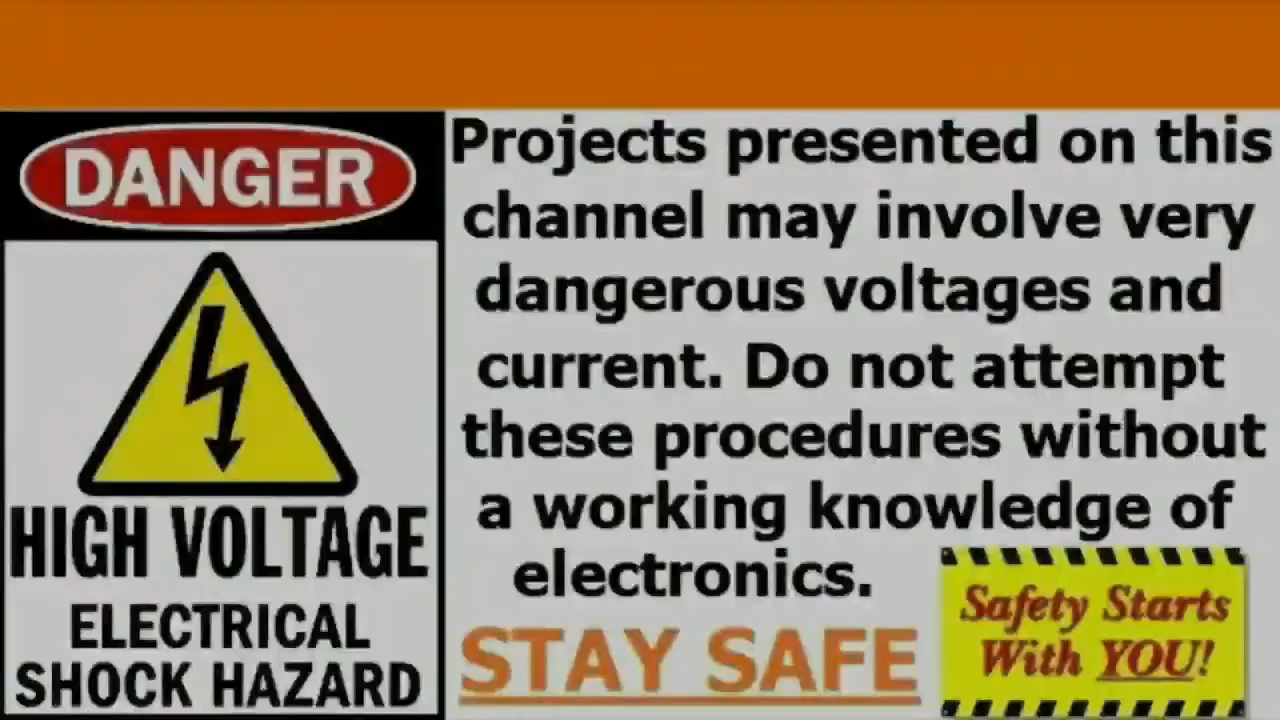 DANGER
HIGH VOLTAGE
ELECTRICAL
SHOCK HAZARD
Projects presented on this
channel may involve very
dangerous voltages and
current. Do not attempt
these procedures without
a working knowledge of
electronics.
STAY SAFE
Safety Starts
With YOU!